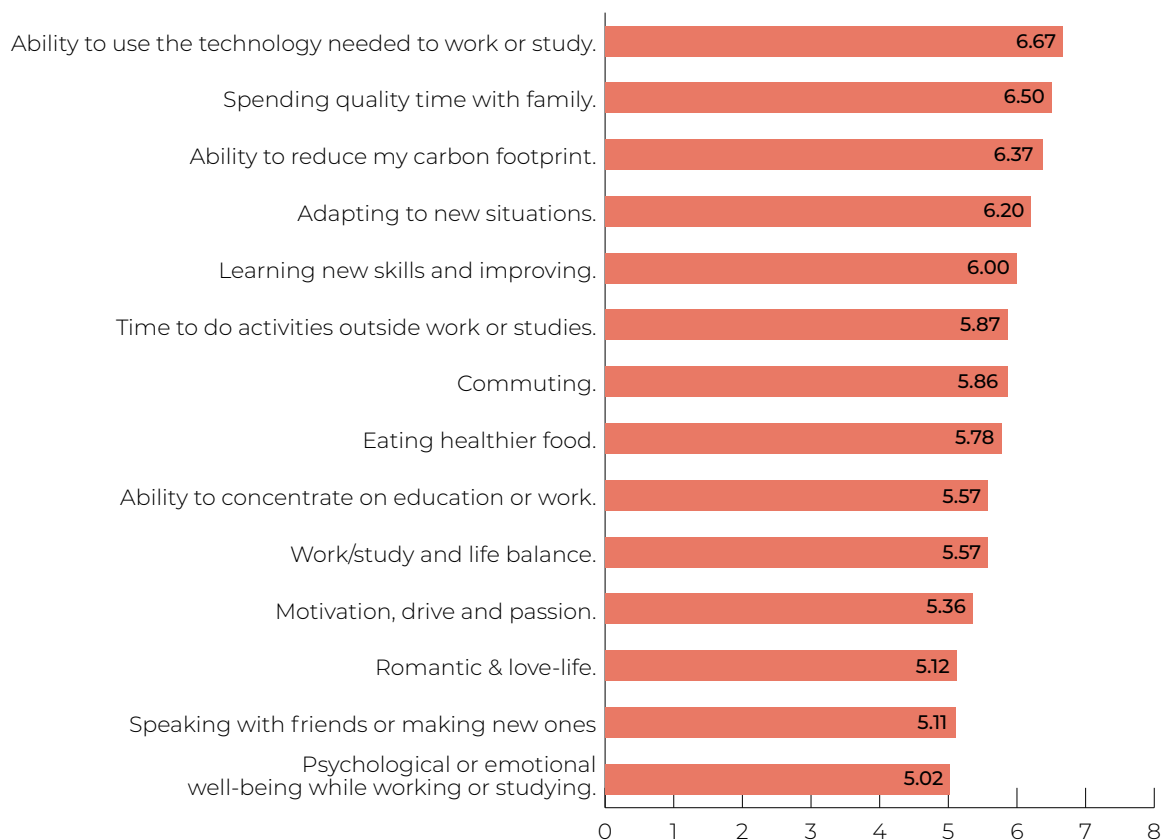 Ability to use the technology needed to work or study.
6.67
Spending quality time with family.
6.50
Ability to reduce my carbon footprint.
6.37
Adapting to new situations.
6.20
Learning new skills and improving.
6.00
Time to do activities outside work or studies.
5.87
Commuting.
5.86
Eating healthier food.
5.78
Ability to concentrate on education or work.
5.57
Work/study and life balance.
5.57
Motivation, drive and passion.
5.36
Romantic & love-life.
5.12
Speaking with friends or making new ones
5.11
Psychological or emotional
well-being while working or studying.
5.02
0 1 2 3 4 5 6 7 8